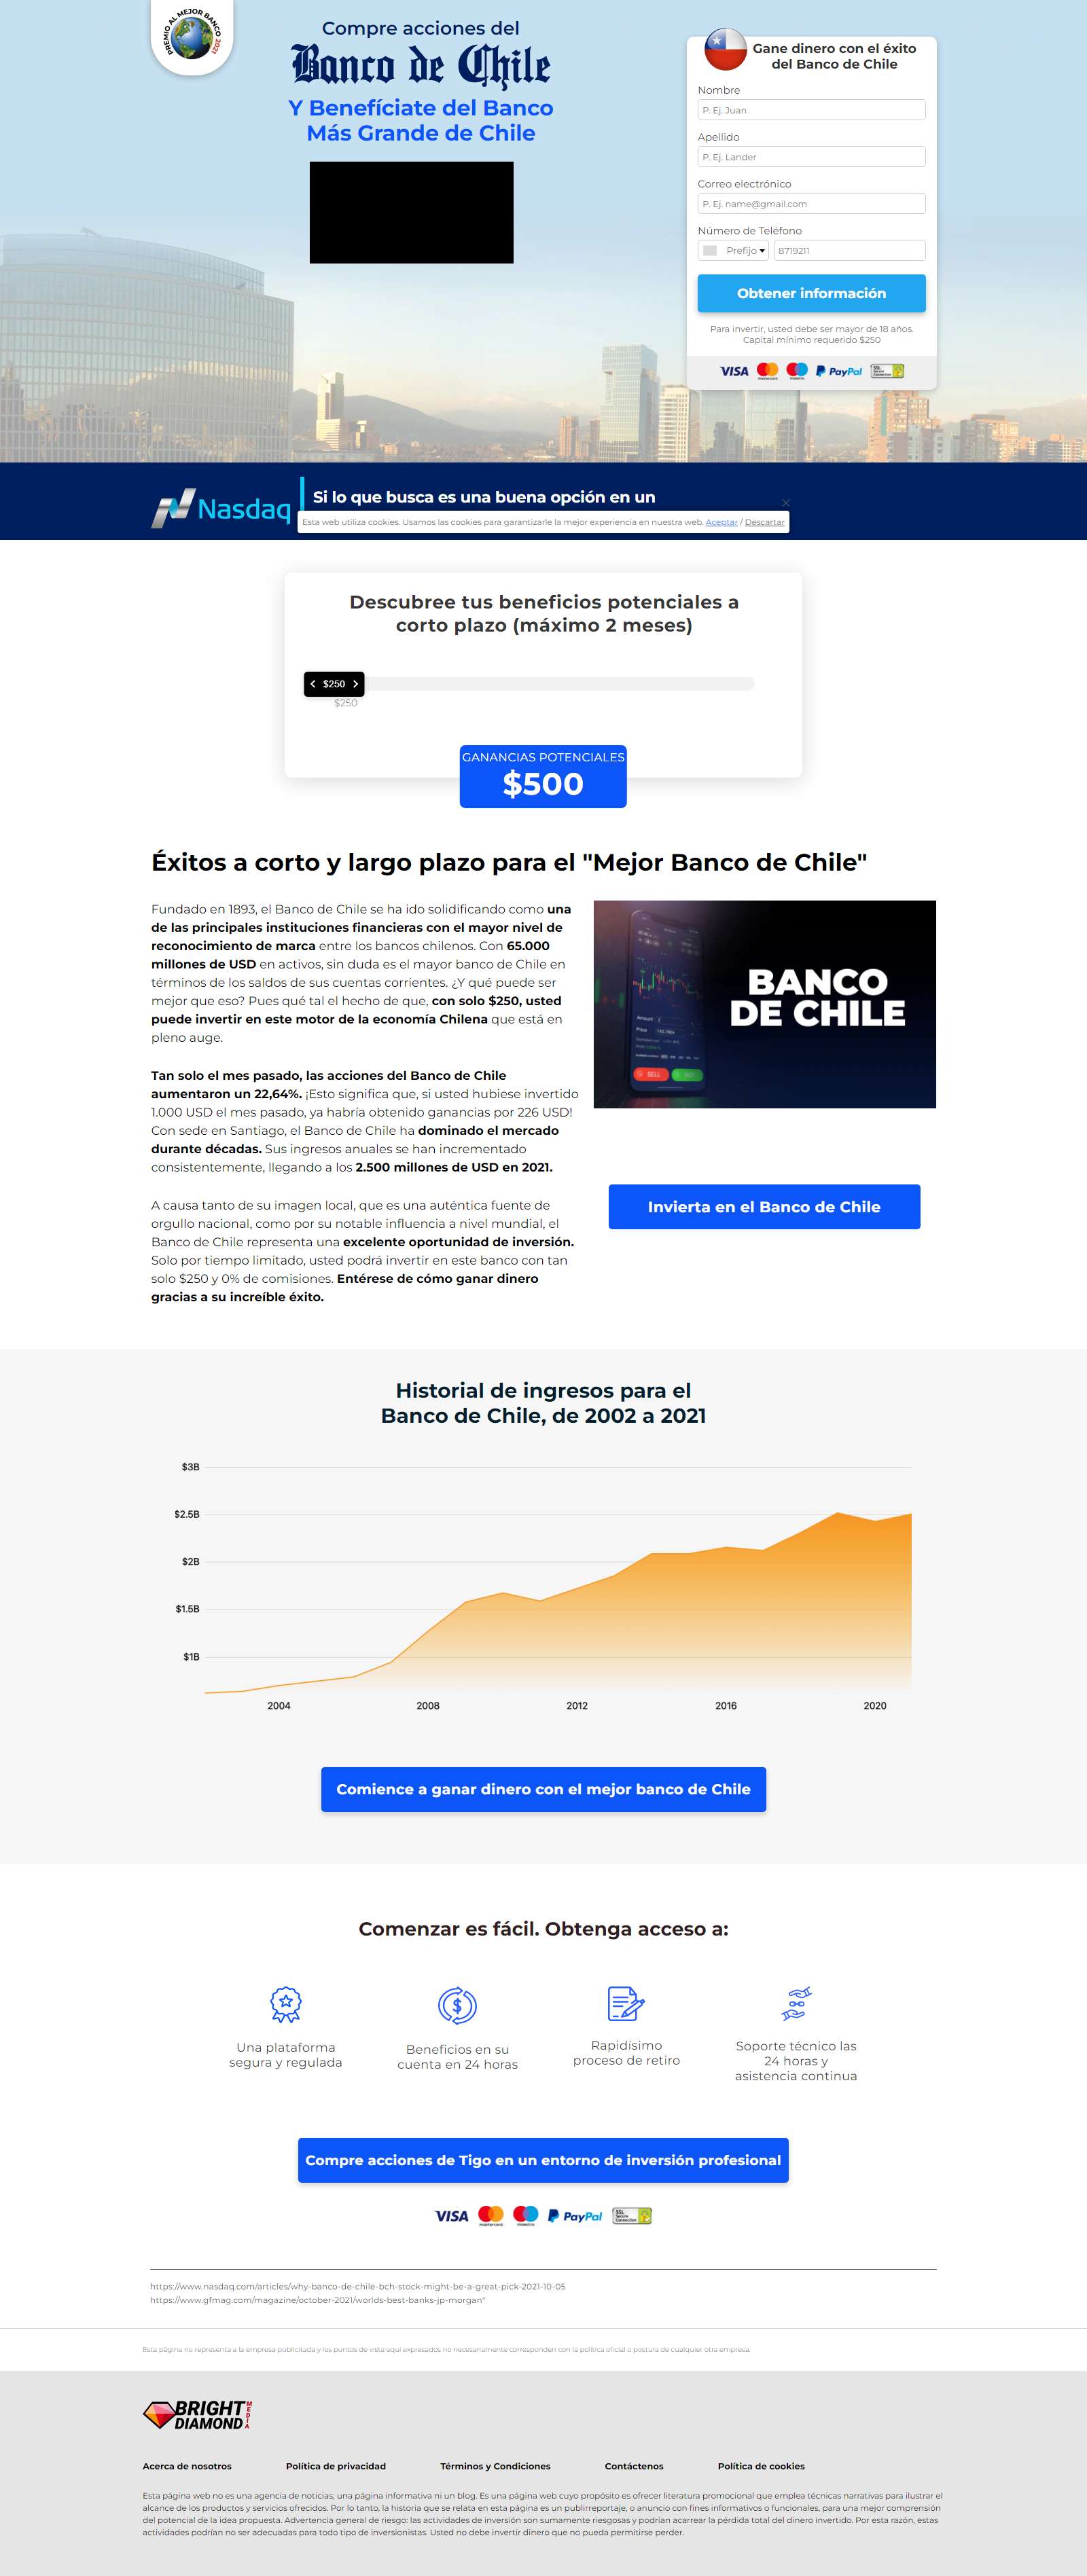 PREMIO AL MEJOR BANCO 2021
Compre acciones del
Banco de Chile
Y Benefíciate del Banco
Más Grande de Chile
Gane dinero con el éxito
del Banco de Chile
Nombre
P. Ej. Juan
Apellido
P. Ej. Lander
Correo electrónico
P. Ej. name@gmail.com
Número de Teléfono
Prefijo
8719211
Obtener información
Para invertir, usted debe ser mayor de 18 años.
Capital mínimo requerido $250
VISA mastercard maestro PayPal SSL Secure Connection
Nasdaq
Si lo que busca es una buena opción en un
Esta web utiliza cookies. Usamos las cookies para garantizarle la mejor experiencia en nuestra web. Aceptar / Descartar
Descubree tus beneficios potenciales a
corto plazo (máximo 2 meses)
$250
$250
GANANCIAS POTENCIALES
$500
Éxitos a corto y largo plazo para el "Mejor Banco de Chile"
Fundado en 1893, el Banco de Chile se ha ido solidificando como una
de las principales instituciones financieras con el mayor nivel de
reconocimiento de marca entre los bancos chilenos. Con 65.000
millones de USD en activos, sin duda es el mayor banco de Chile en
términos de los saldos de sus cuentas corrientes. ¿Y qué puede ser
mejor que eso? Pues qué tal el hecho de que, con solo $250, usted
puede invertir en este motor de la economía Chilena que está en
pleno auge.
Tan solo el mes pasado, las acciones del Banco de Chile
aumentaron un 22,64%. ¡Esto significa que, si usted hubiese invertido
1.000 USD el mes pasado, ya habría obtenido ganancias por 226 USD!
Con sede en Santiago, el Banco de Chile ha dominado el mercado
durante décadas. Sus ingresos anuales se han incrementado
consistentemente, llegando a los 2.500 millones de USD en 2021.
A causa tanto de su imagen local, que es una auténtica fuente de
orgullo nacional, como por su notable influencia a nivel mundial, el
Banco de Chile representa una excelente oportunidad de inversión.
Solo por tiempo limitado, usted podrá invertir en este banco con tan
solo $250 y 0% de comisiones. Entérese de cómo ganar dinero
gracias a su increíble éxito.
BANCO
DE CHILE
Amount
Price
SELL
BUY
Invierta en el Banco de Chile
Historial de ingresos para el
Banco de Chile, de 2002 a 2021
$3B
$2.5B
$2B
$1.5B
$1B
2004 2008 2012 2016 2020
Comience a ganar dinero con el mejor banco de Chile
Comenzar es fácil. Obtenga acceso a:
Una plataforma
segura y regulada
Beneficios en su
cuenta en 24 horas
Rapidísimo
proceso de retiro
Soporte técnico las
24 horas y
asistencia continua
Compre acciones de Tigo en un entorno de inversión profesional
VISA mastercard maestro PayPal SSL Secure Connection
https://www.nasdaq.com/articles/why-banco-de-chile-bch-stock-might-be-a-great-pick-2021-10-05
https://www.gfmag.com/magazine/october-2021/worlds-best-banks-jp-morgan"
Esta página no representa a la empresa publicitada y los puntos de vista aquí expresados no necesariamente corresponden con la política oficial o postura de cualquier otra empresa.
BRIGHT
DIAMOND
MEDIA
Acerca de nosotros
Política de privacidad
Términos y Condiciones
Contáctenos
Política de cookies
Esta página web no es una agencia de noticias, una página informativa ni un blog. Es una página web cuyo propósito es ofrecer literatura promocional que emplea técnicas narrativas para ilustrar el
alcance de los productos y servicios ofrecidos. Por lo tanto, la historia que se relata en esta página es un publirreportaje, o anuncio con fines informativos o funcionales, para una mejor comprensión
del potencial de la idea propuesta. Advertencia general de riesgo: las actividades de inversión son sumamente riesgosas y podrían acarrear la pérdida total del dinero invertido. Por esta razón, estas
actividades podrían no ser adecuadas para todo tipo de inversionistas. Usted no debe invertir dinero que no pueda permitirse perder.